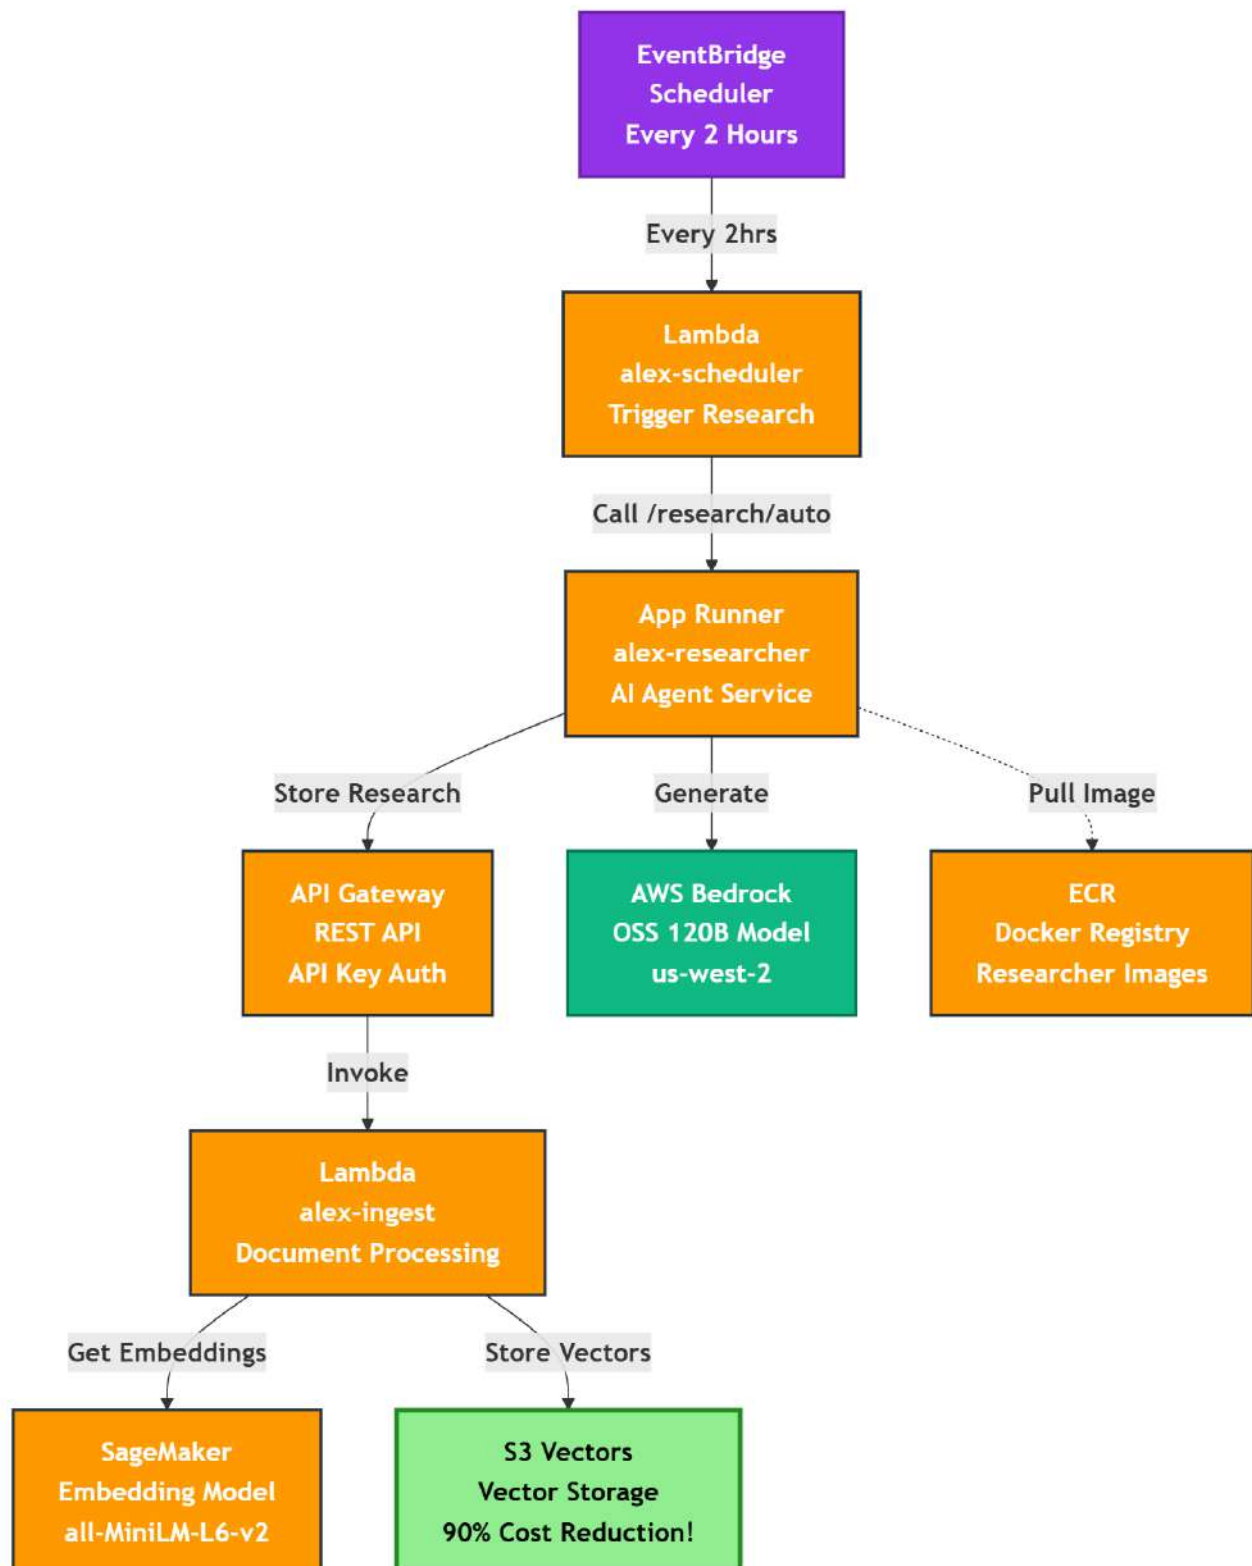 EventBridge
Scheduler
Every 2 Hours
Every 2hrs
Lambda
alex-scheduler
Trigger Research
Call /research/auto
App Runner
alex-researcher
AI Agent Service
Store Research
Generate
Pull Image
API Gateway
REST API
API Key Auth
AWS Bedrock
OSS 120B Model
us-west-2
ECR
Docker Registry
Researcher Images
Invoke
Lambda
alex-ingest
Document Processing
Get Embeddings
Store Vectors
SageMaker
Embedding Model
all-MiniLM-L6-v2
S3 Vectors
Vector Storage
90% Cost Reduction!